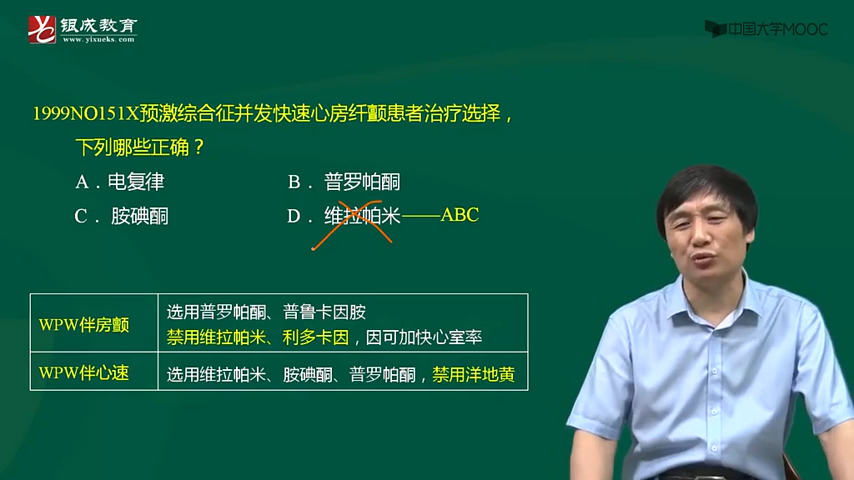 银成教育
www.yixueks.com
中国大学MOOC
1999NO151X预激综合征并发快速心房纤颤患者治疗选择，
下列哪些正确？
A．电复律
B． 普罗帕酮
C． 胺碘酮
D． 维拉帕米——ABC
WPW伴房颤
选用普罗帕酮、普鲁卡因胺
禁用维拉帕米、利多卡因，因可加快心室率
WPW伴心速
选用维拉帕米、胺碘酮、普罗帕酮，禁用洋地黄